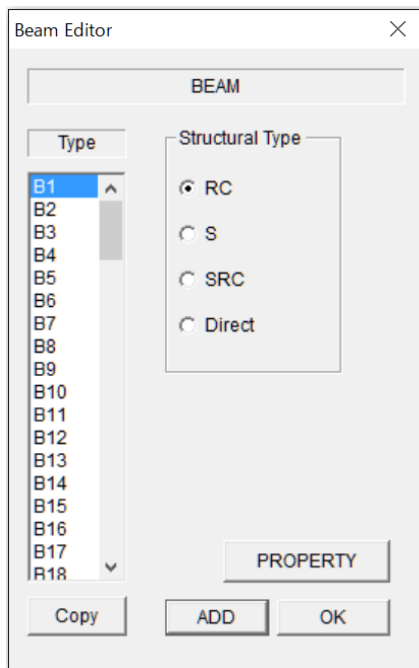 Beam Editor
BEAM
Type
B1
B2
B3
B4
B5
B6
B7
B8
B9
B10
B11
B12
B13
B14
B15
B16
B17
B18
Structural Type
RC
S
SRC
Direct
PROPERTY
Copy
ADD
OK